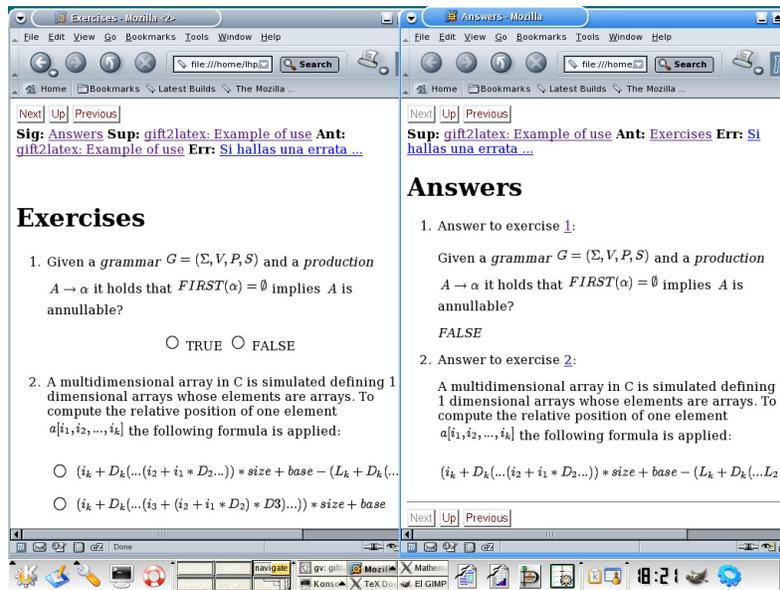 Exercises - Mozilla <2>
File Edit View Go Bookmarks Tools Window Help
file:///home/lhp
Search
Home Bookmarks Latest Builds The Mozilla ...
Next Up Previous
Sig: Answers Sup: gift2latex: Example of use Ant:
gift2latex: Example of use Err: Si hallas una errata ...
Exercises
1. Given a grammar G = (Σ, V, P, S) and a production
A → α it holds that FIRST(α) = ∅ implies A is
annullable?
TRUE FALSE
2. A multidimensional array in C is simulated defining 1
dimensional arrays whose elements are arrays. To
compute the relative position of one element
a[i₁, i₂, ..., iₖ] the following formula is applied:
(iₖ + Dₖ(...(i₂ + i₁ * D₂...)) * size + base − (Lₖ + Dₖ(...
(iₖ + Dₖ(...(i₃ + (i₂ + i₁ * D₂) * D3)...)) * size + base
Done
Answers - Mozilla
File Edit View Go Bookmarks Tools Window Help
file:///home
Search
Home Bookmarks Latest Builds The Mozilla ...
Next Up Previous
Sup: gift2latex: Example of use Ant: Exercises Err: Si
hallas una errata ...
Answers
1. Answer to exercise 1:
Given a grammar G = (Σ, V, P, S) and a production
A → α it holds that FIRST(α) = ∅ implies A is
annullable?
FALSE
2. Answer to exercise 2:
A multidimensional array in C is simulated defining
1 dimensional arrays whose elements are arrays. To
compute the relative position of one element
a[i₁, i₂, ..., iₖ] the following formula is applied:
(iₖ + Dₖ(...(i₂ + i₁ * D₂...)) * size + base − (Lₖ + Dₖ(...L₂
Next Up Previous
navigate gv: gift Mozill Mathem
Konso TeX Do El GIMP
18:21